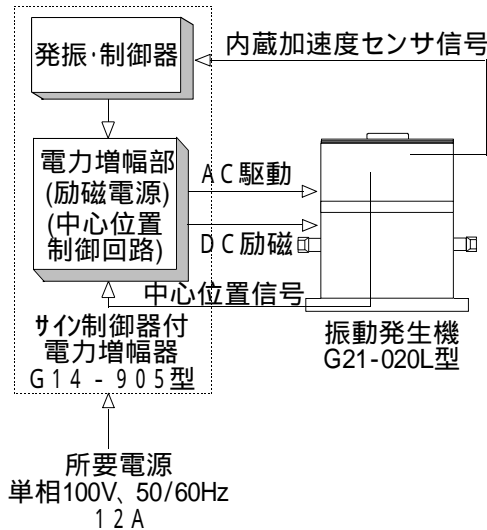 発振･制御器
内蔵加速度センサ信号
電力増幅部
(励磁電源)
(中心位置
制御回路)
AC駆動
DC励磁
中心位置信号
ｻｲﾝ制御器付
電力増幅器
G14-905型
振動発生機
G21-020L型
所要電源
単相100V、50/60Hz
12A